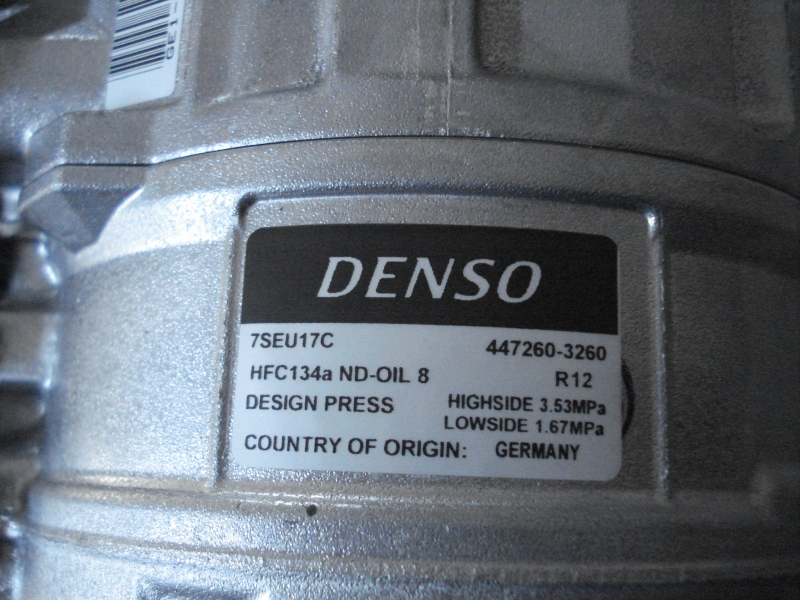 GE1-
DENSO
7SEU17C 447260-3260
HFC134a ND-OIL 8 R12
DESIGN PRESS HIGHSIDE 3.53MPa
LOWSIDE 1.67MPa
COUNTRY OF ORIGIN: GERMANY